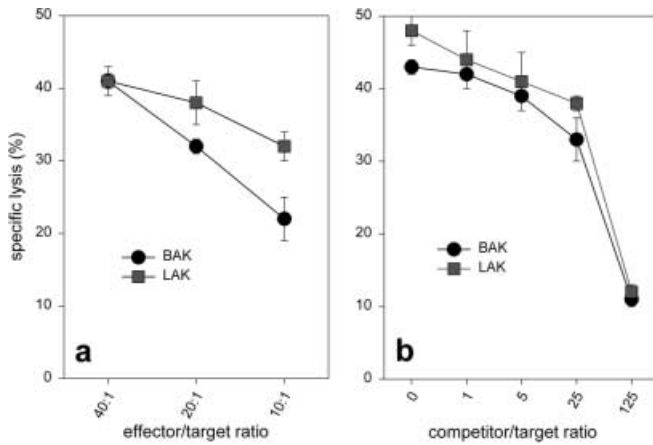 50
40
30
20
10
0
specific lysis (%)
BAK
LAK
a
40:1
20:1
10:1
effector/target ratio
50
40
30
20
10
0
BAK
LAK
b
0
1
5
25
125
competitor/target ratio